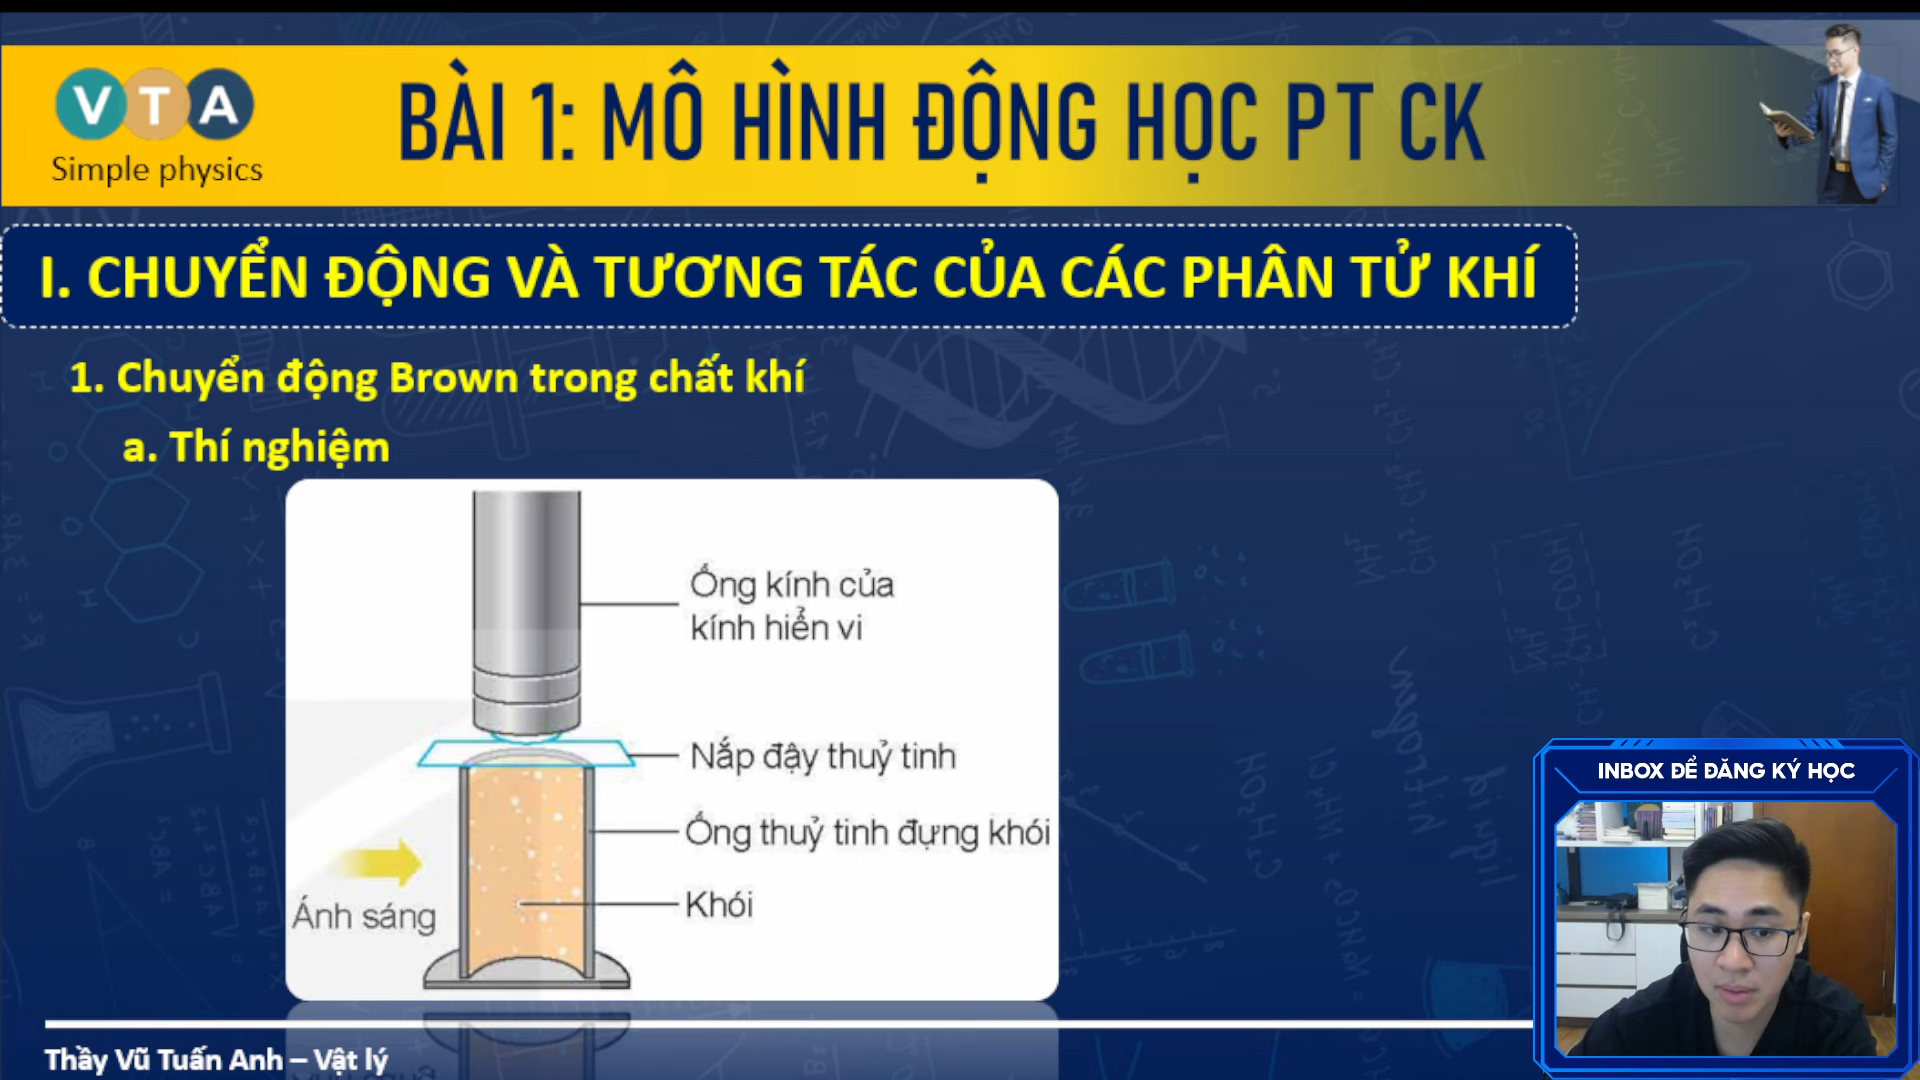 VTA
Simple physics
BÀI 1: MÔ HÌNH ĐỘNG HỌC PT CK
I. CHUYỂN ĐỘNG VÀ TƯƠNG TÁC CỦA CÁC PHÂN TỬ KHÍ
1. Chuyển động Brown trong chất khí
a. Thí nghiệm
Ống kính của
kính hiển vi
Nắp đậy thuỷ tinh
Ống thuỷ tinh đựng khói
Khói
Ánh sáng
INBOX ĐỂ ĐĂNG KÝ HỌC
Thầy Vũ Tuấn Anh – Vật lý